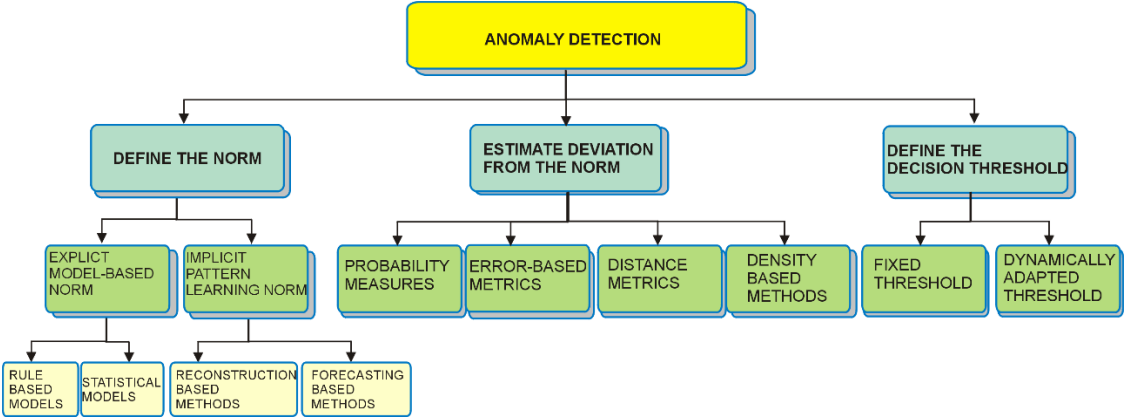 ANOMALY DETECTION
DEFINE THE NORM
ESTIMATE DEVIATION
FROM THE NORM
DEFINE THE
DECISION THRESHOLD
EXPLICT
MODEL-BASED
NORM
IMPLICIT
PATTERN
LEARNING NORM
PROBABILITY
MEASURES
ERROR-BASED
METRICS
DISTANCE
METRICS
DENSITY
BASED
METHODS
FIXED
THRESHOLD
DYNAMICALLY
ADAPTED
THRESHOLD
RULE
BASED
MODELS
STATISTICAL
MODELS
RECONSTRUCTION
BASED
METHODS
FORECASTING
BASED
METHODS